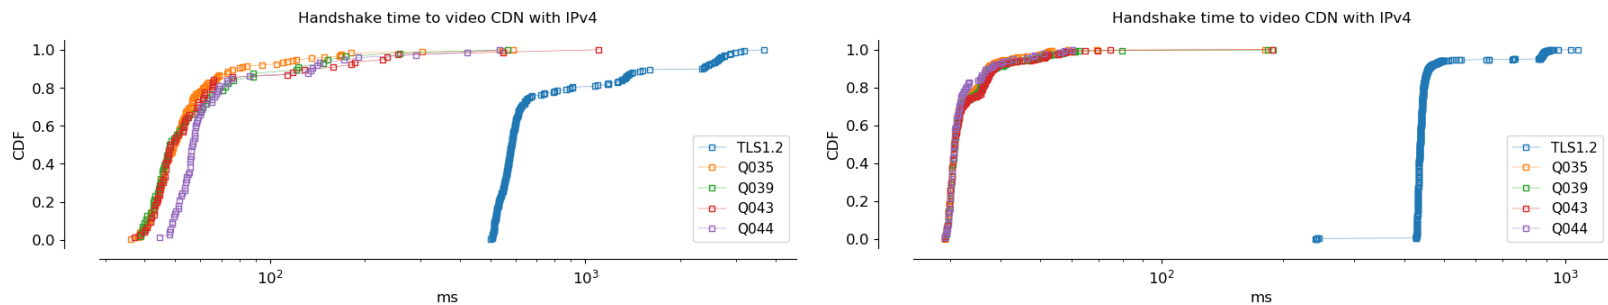 Handshake time to video CDN with IPv4
1.0
0.8
0.6
0.4
0.2
0.0
CDF
TLS1.2
Q035
Q039
Q043
Q044
10²
10³
ms
Handshake time to video CDN with IPv4
1.0
0.8
0.6
0.4
0.2
0.0
CDF
TLS1.2
Q035
Q039
Q043
Q044
10²
10³
ms